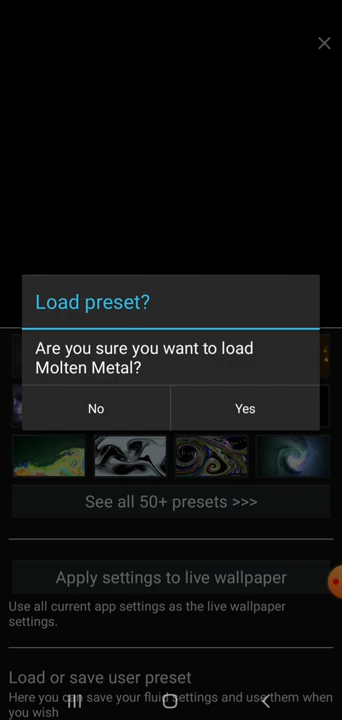 Load preset?
Are you sure you want to load
Molten Metal?
No
Yes
See all 50+ presets >>>
Apply settings to live wallpaper
Use all current app settings as the live wallpaper
settings.
Load or save user preset
Here you can save your fluid settings and use them when
you wish